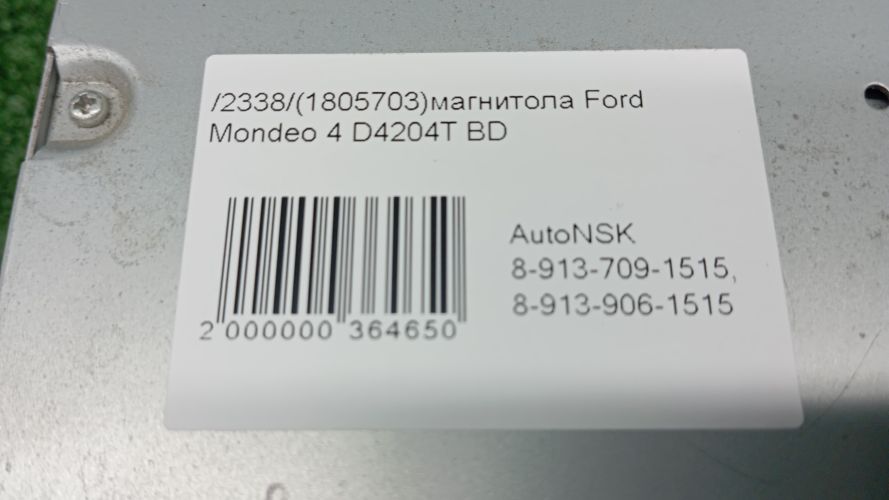 /2338/(1805703)магнитола Ford
Mondeo 4 D4204T BD
AutoNSK
8-913-709-1515,
8-913-906-1515
2 000000 364650